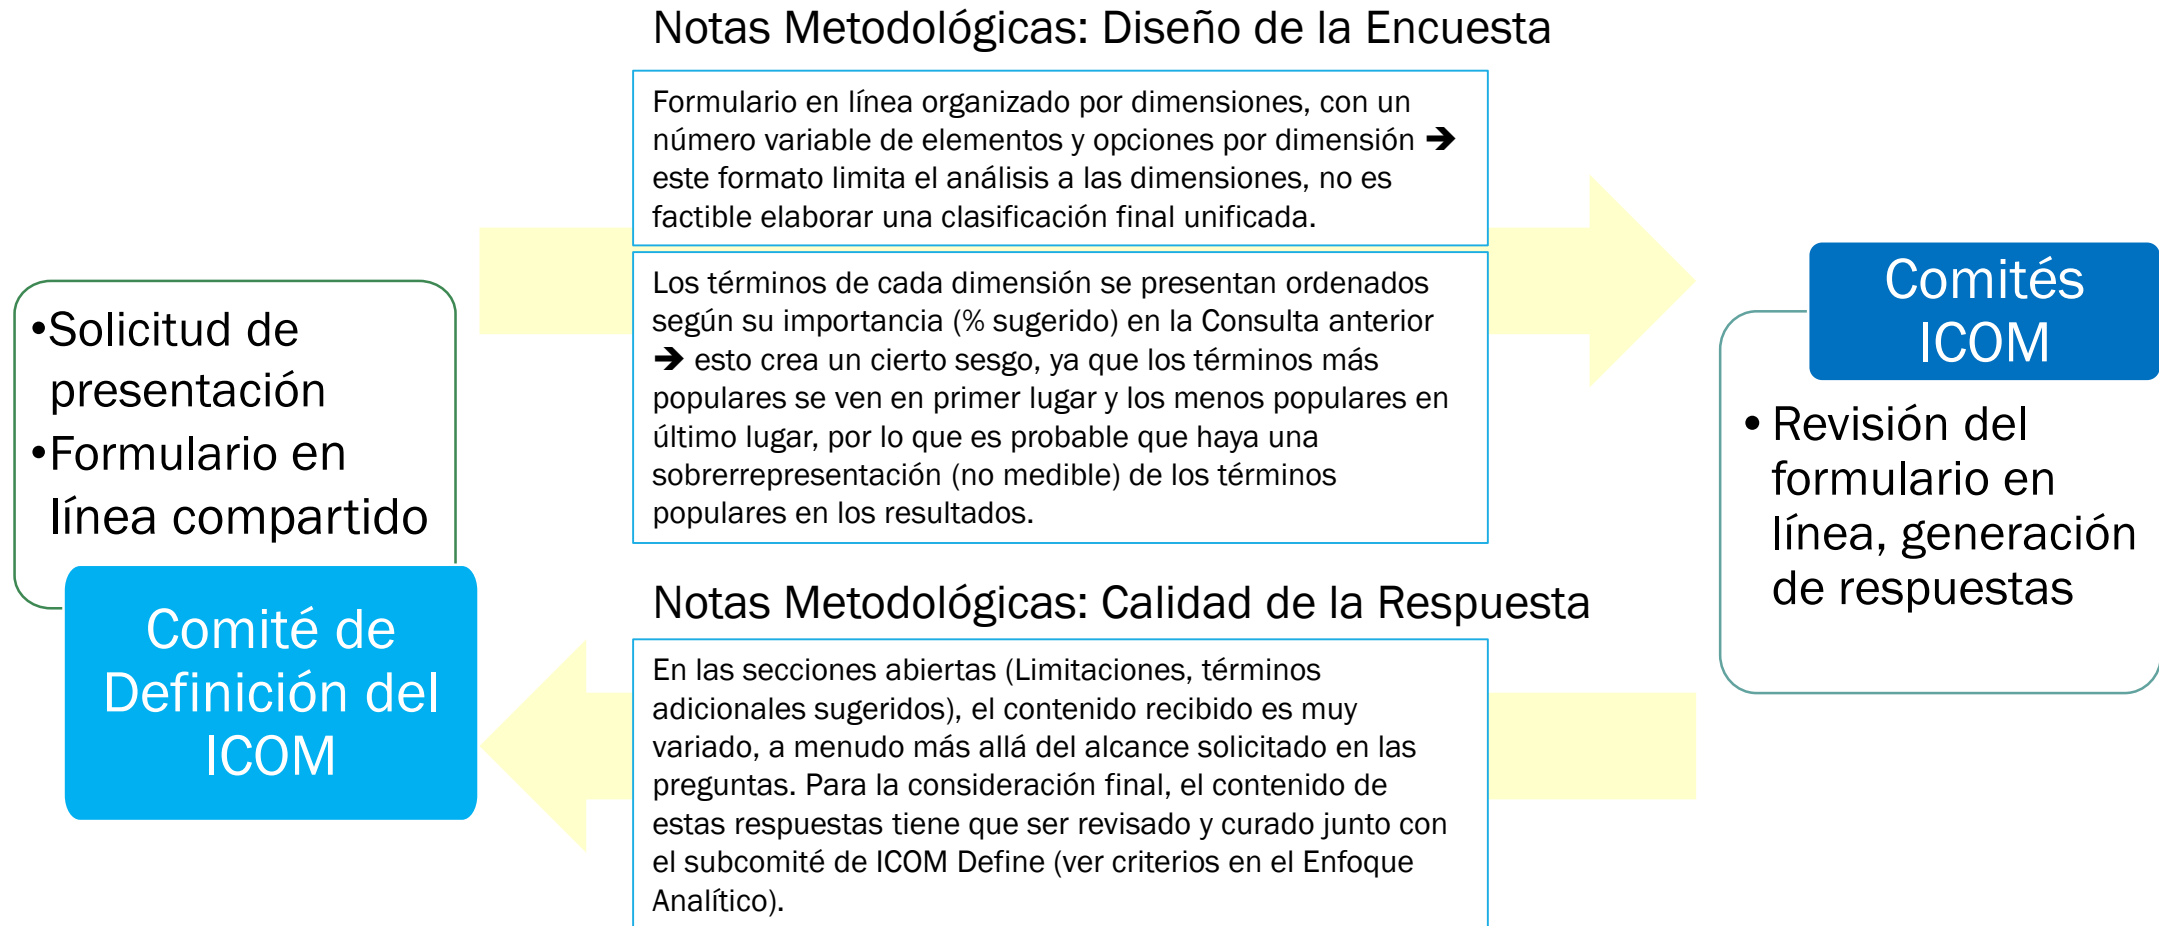 Notas Metodológicas: Diseño de la Encuesta
Formulario en línea organizado por dimensiones, con un
número variable de elementos y opciones por dimensión ➔
este formato limita el análisis a las dimensiones, no es
factible elaborar una clasificación final unificada.
Los términos de cada dimensión se presentan ordenados
según su importancia (% sugerido) en la Consulta anterior
➔ esto crea un cierto sesgo, ya que los términos más
populares se ven en primer lugar y los menos populares en
último lugar, por lo que es probable que haya una
sobrerrepresentación (no medible) de los términos
populares en los resultados.
•Solicitud de
presentación
•Formulario en
línea compartido
Comité de
Definición del
ICOM
Comités
ICOM
• Revisión del
formulario en
línea, generación
de respuestas
Notas Metodológicas: Calidad de la Respuesta
En las secciones abiertas (Limitaciones, términos
adicionales sugeridos), el contenido recibido es muy
variado, a menudo más allá del alcance solicitado en las
preguntas. Para la consideración final, el contenido de
estas respuestas tiene que ser revisado y curado junto con
el subcomité de ICOM Define (ver criterios en el Enfoque
Analítico).